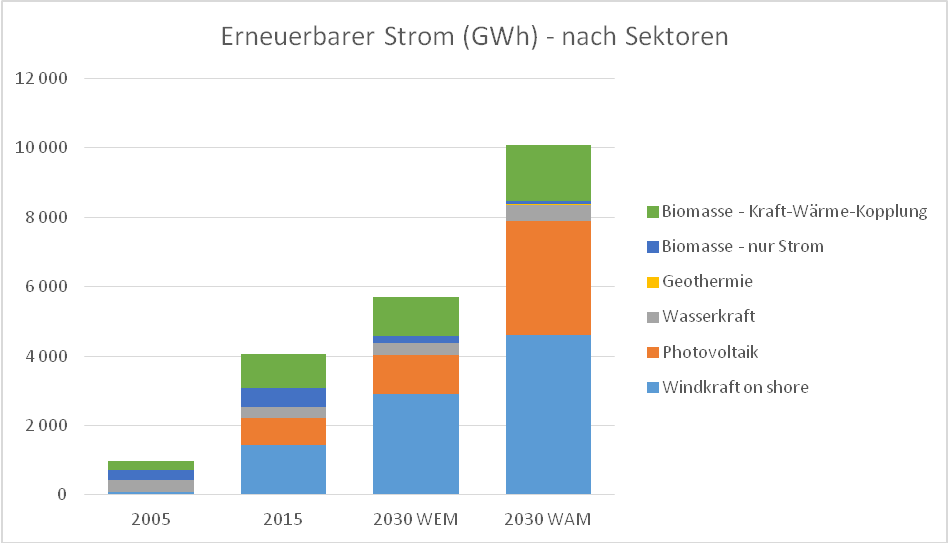 Erneuerbarer Strom (GWh) - nach Sektoren
12 000
10 000
8 000
6 000
4 000
2 000
0
2005
2015
2030 WEM
2030 WAM
Biomasse - Kraft-Wärme-Kopplung
Biomasse - nur Strom
Geothermie
Wasserkraft
Photovoltaik
Windkraft on shore